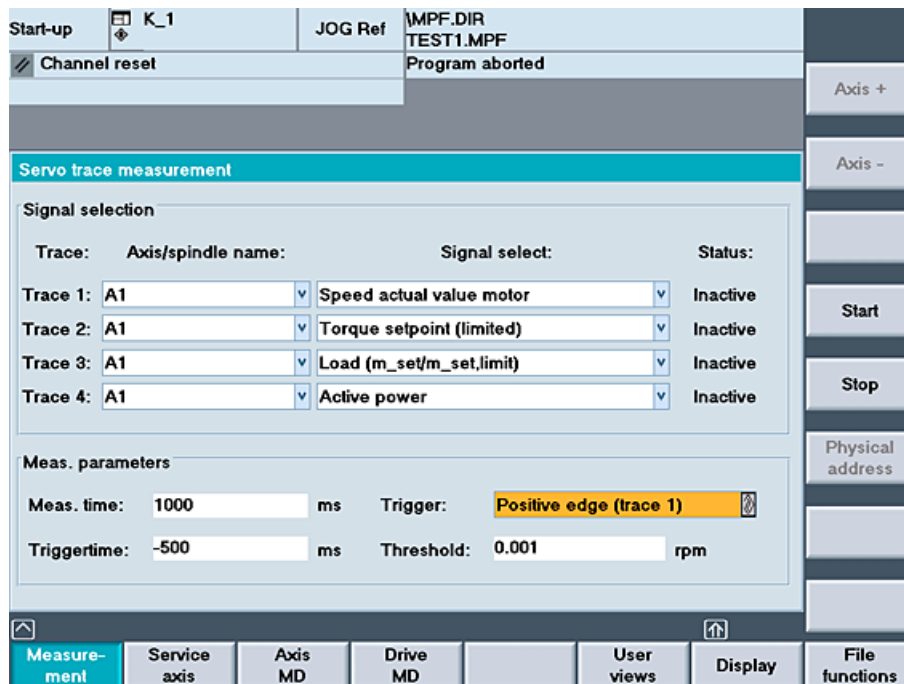 Start-up K_1 JOG Ref \MPF.DIR
TEST1.MPF
Channel reset Program aborted
Axis +
Axis -
Servo trace measurement
Signal selection
Trace: Axis/spindle name: Signal select: Status:
Trace 1: A1 Speed actual value motor Inactive
Trace 2: A1 Torque setpoint (limited) Inactive
Trace 3: A1 Load (m_set/m_set,limit) Inactive
Trace 4: A1 Active power Inactive
Start
Stop
Physical
address
Meas. parameters
Meas. time: 1000 ms Trigger: Positive edge (trace 1)
Triggertime: -500 ms Threshold: 0.001 rpm
Measure-
ment
Service
axis
Axis
MD
Drive
MD
User
views
Display
File
functions